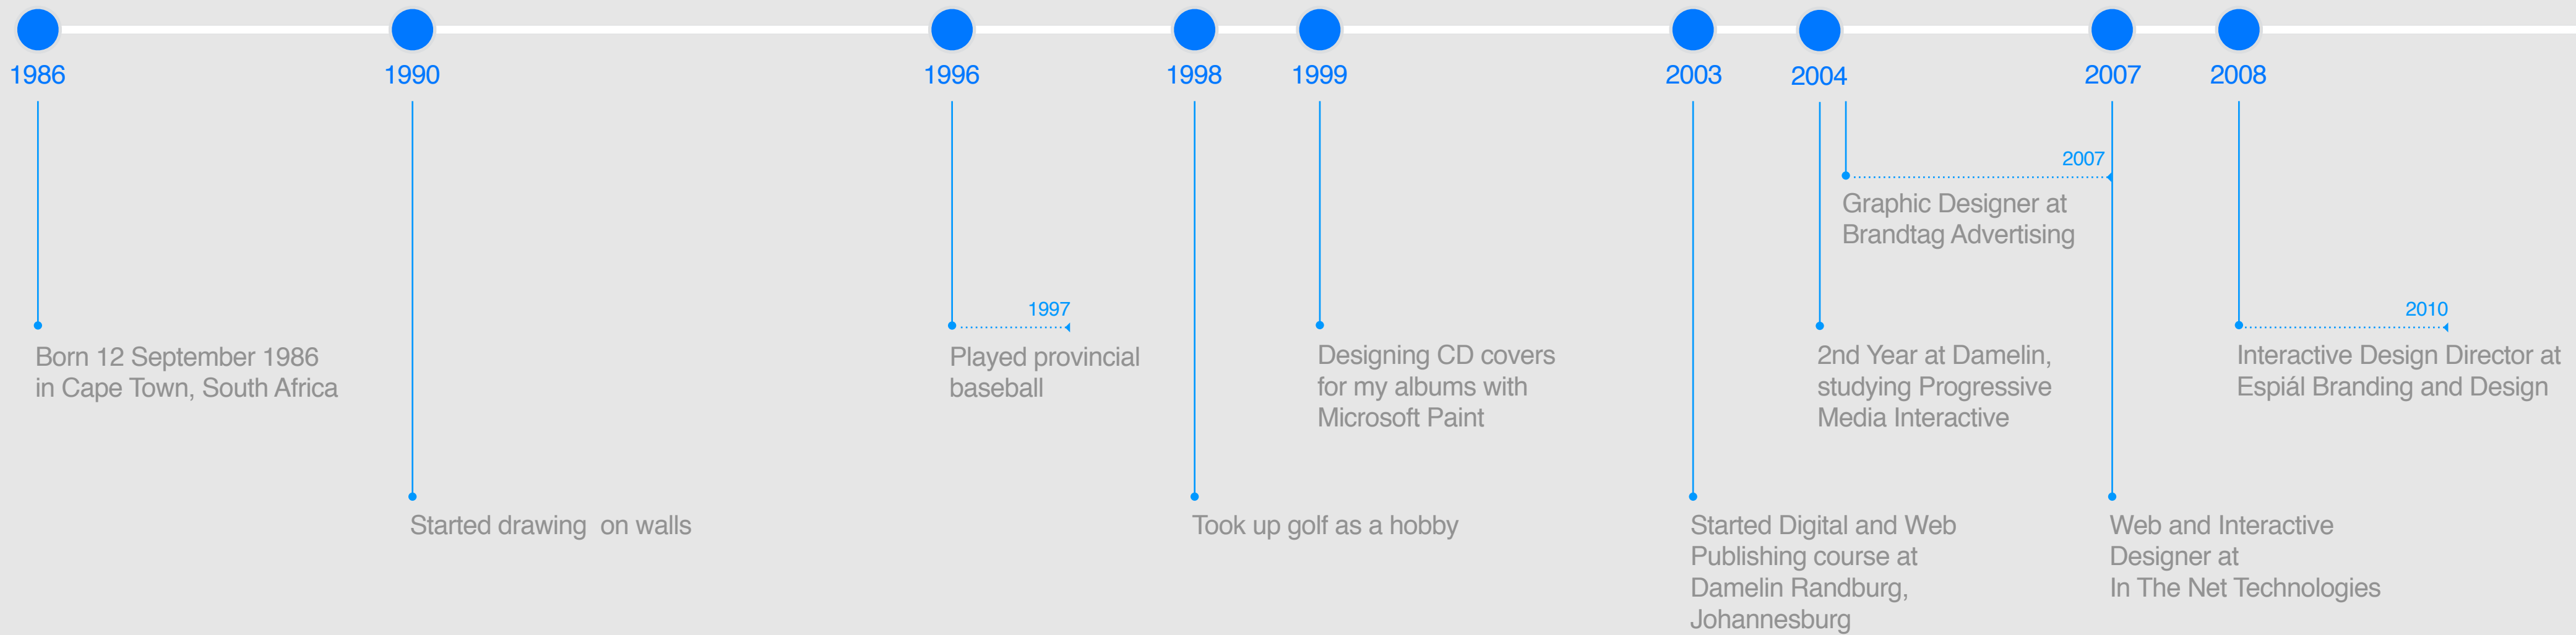 1986
1990
1996
1998
1999
2003
2004
2007
2008
2007
Graphic Designer at
Brandtag Advertising
1997
2010
Born 12 September 1986
in Cape Town, South Africa
Played provincial
baseball
Designing CD covers
for my albums with
Microsoft Paint
2nd Year at Damelin,
studying Progressive
Media Interactive
Interactive Design Director at
Espiál Branding and Design
Started drawing  on walls
Took up golf as a hobby
Started Digital and Web
Publishing course at
Damelin Randburg,
Johannesburg
Web and Interactive
Designer at
In The Net Technologies